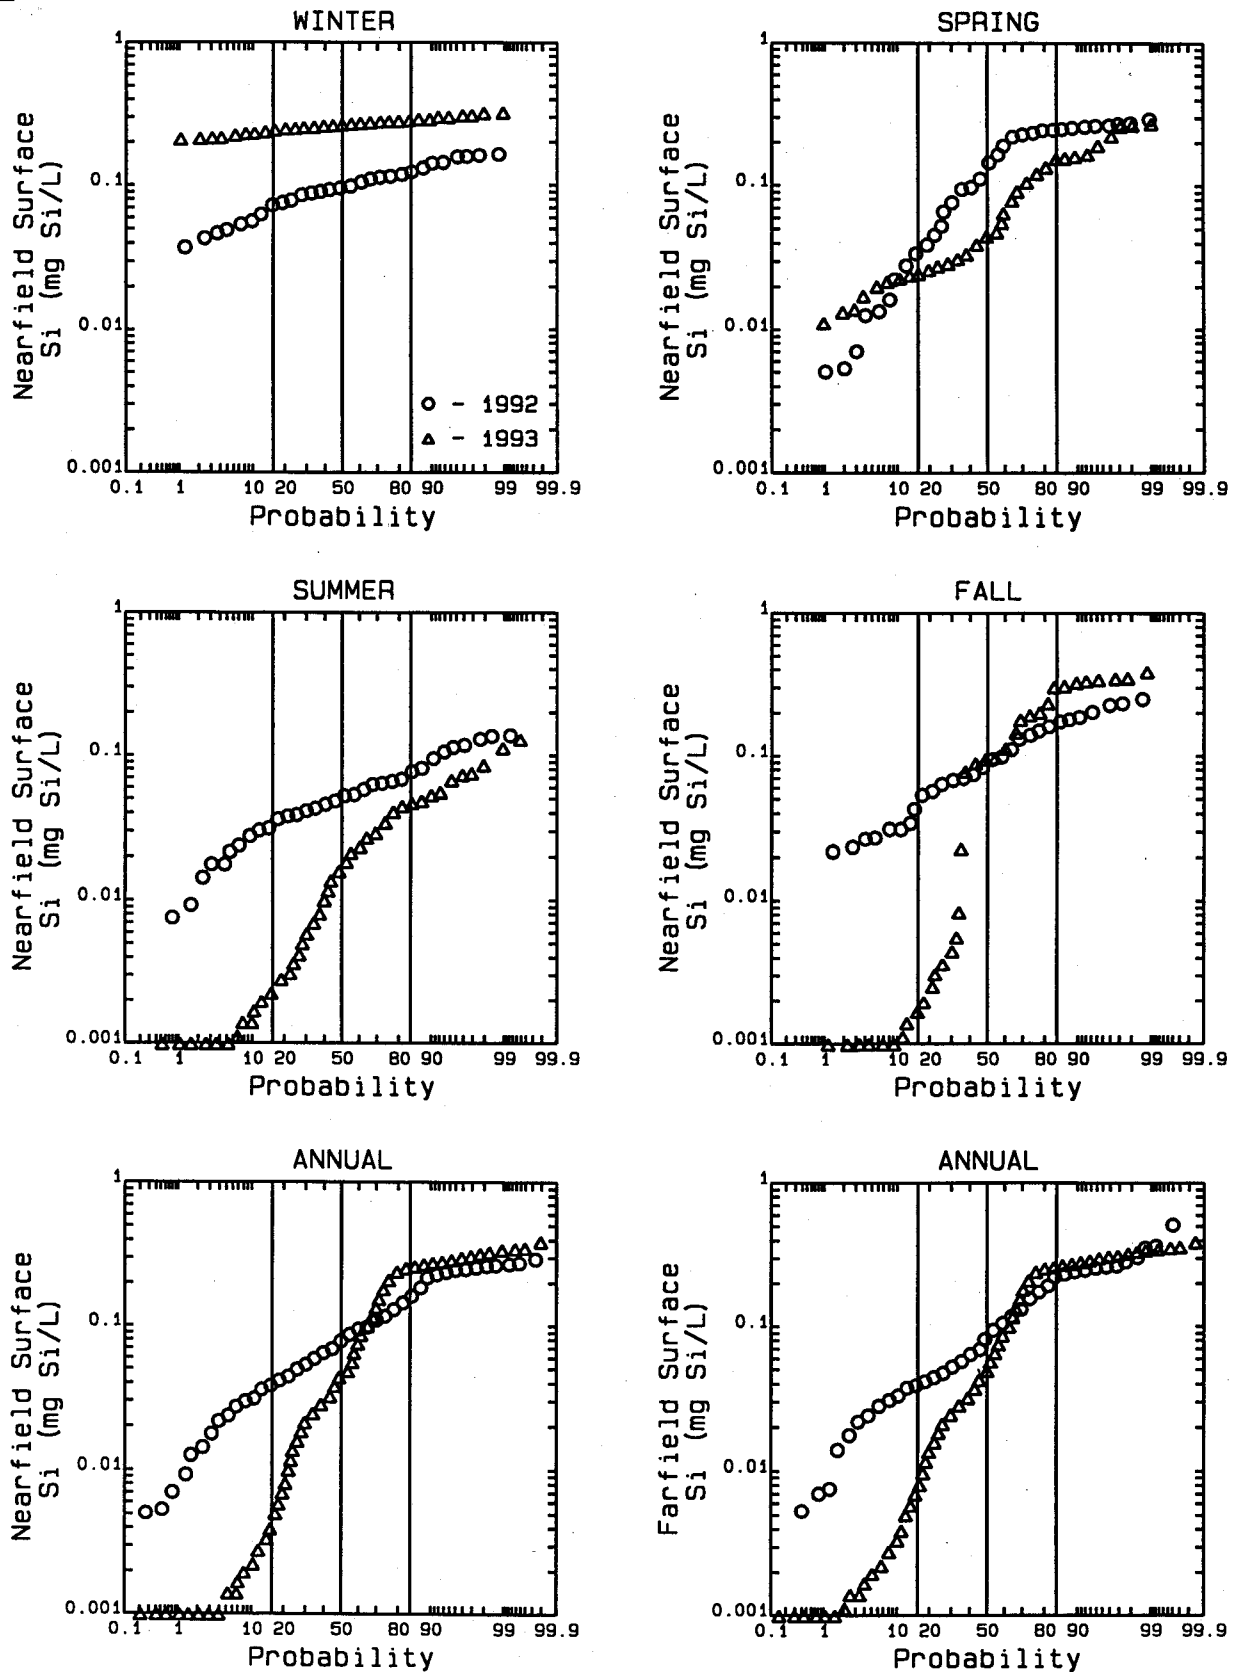 WINTER
Nearfield Surface
Si (mg Si/L)
1
0.1
0.01
0.001
○ - 1992
△ - 1993
0.1 1 10 20 50 80 90 99 99.9
Probability
SPRING
Nearfield Surface
Si (mg Si/L)
1
0.1
0.01
0.001
0.1 1 10 20 50 80 90 99 99.9
Probability
SUMMER
Nearfield Surface
Si (mg Si/L)
1
0.1
0.01
0.001
0.1 1 10 20 50 80 90 99 99.9
Probability
FALL
Nearfield Surface
Si (mg Si/L)
1
0.1
0.01
0.001
0.1 1 10 20 50 80 90 99 99.9
Probability
ANNUAL
Nearfield Surface
Si (mg Si/L)
1
0.1
0.01
0.001
0.1 1 10 20 50 80 90 99 99.9
Probability
ANNUAL
Farfield Surface
Si (mg Si/L)
1
0.1
0.01
0.001
0.1 1 10 20 50 80 90 99 99.9
Probability